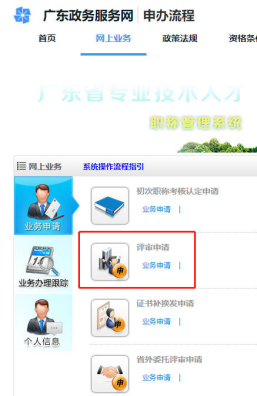 广东政务服务网 申办流程
首页 网上业务 政策法规 资格条
广东省专业技术人才
职称管理系统
网上业务 系统操作流程指引
业务申请
业务办理跟踪
个人信息
初次职称考核认定申请
业务申请 |
评审申请
业务申请 |
申
证书补换发申请
业务申请 |
省外委托评审申请
业务申请 |
申